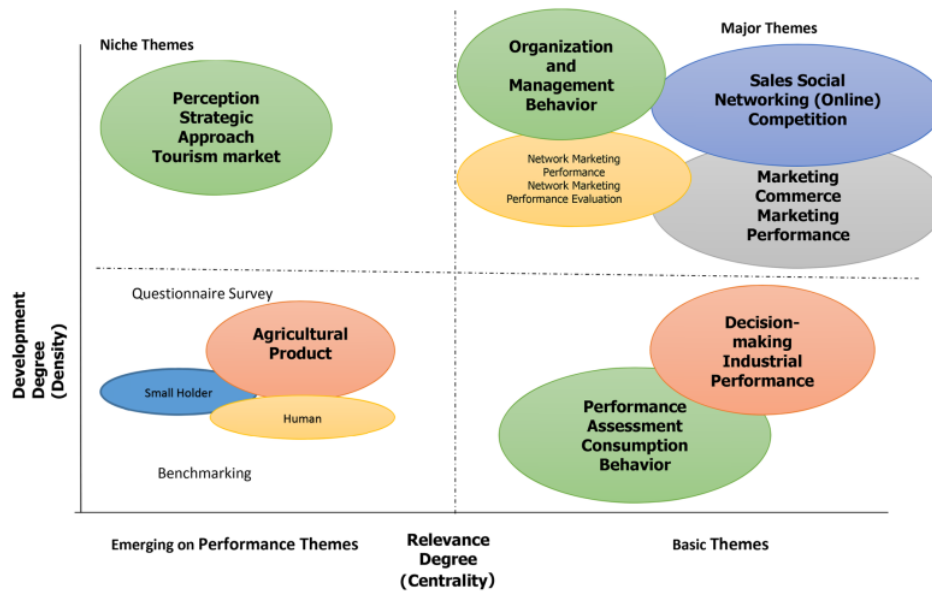 Niche Themes
Major Themes
Organization
and
Management
Behavior
Perception
Strategic
Approach
Tourism market
Sales Social
Networking (Online)
Competition
Network Marketing
Performance
Network Marketing
Performance Evaluation
Marketing
Commerce
Marketing
Performance
Development
Degree
(Density)
Questionnaire Survey
Agricultural
Product
Small Holder
Human
Benchmarking
Decision-
making
Industrial
Performance
Performance
Assessment
Consumption
Behavior
Emerging on Performance Themes
Relevance
Degree
(Centrality)
Basic Themes